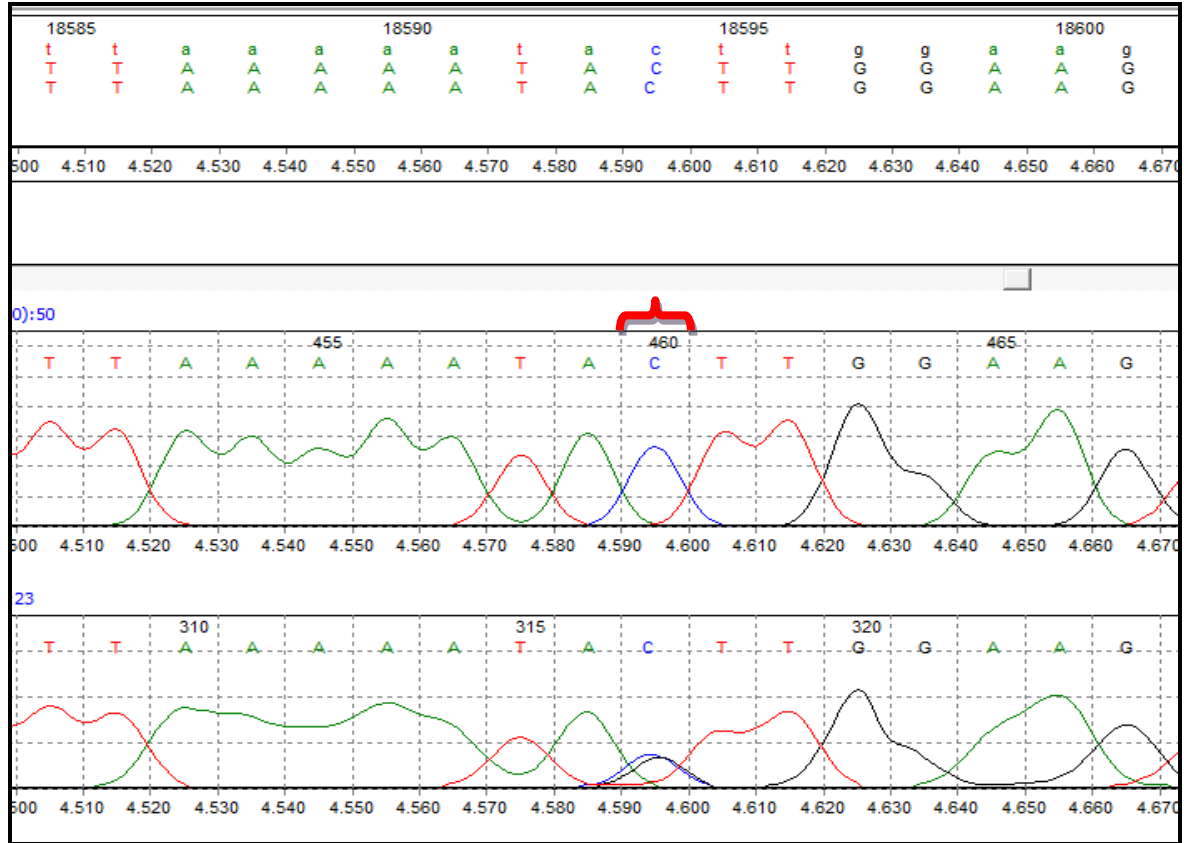 18585 18590 18595 18600
t t a a a a a t a c t t g g a a g
T T A A A A A T A C T T G G A A G
T T A A A A A T A C T T G G A A G
500 4.510 4.520 4.530 4.540 4.550 4.560 4.570 4.580 4.590 4.600 4.610 4.620 4.630 4.640 4.650 4.660 4.670
0):50
455 460 465
T T A A A A A T A C T T G G A A G
500 4.510 4.520 4.530 4.540 4.550 4.560 4.570 4.580 4.590 4.600 4.610 4.620 4.630 4.640 4.650 4.660 4.670
23
310 315 320
T T A A A A A T A C T T G G A A G
500 4.510 4.520 4.530 4.540 4.550 4.560 4.570 4.580 4.590 4.600 4.610 4.620 4.630 4.640 4.650 4.660 4.670